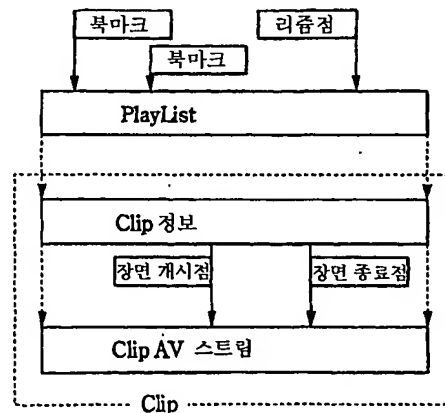 북마크
리쥼점
북마크
PlayList
Clip 정보
장면 개시점
장면 종료점
Clip AV 스트림
Clip